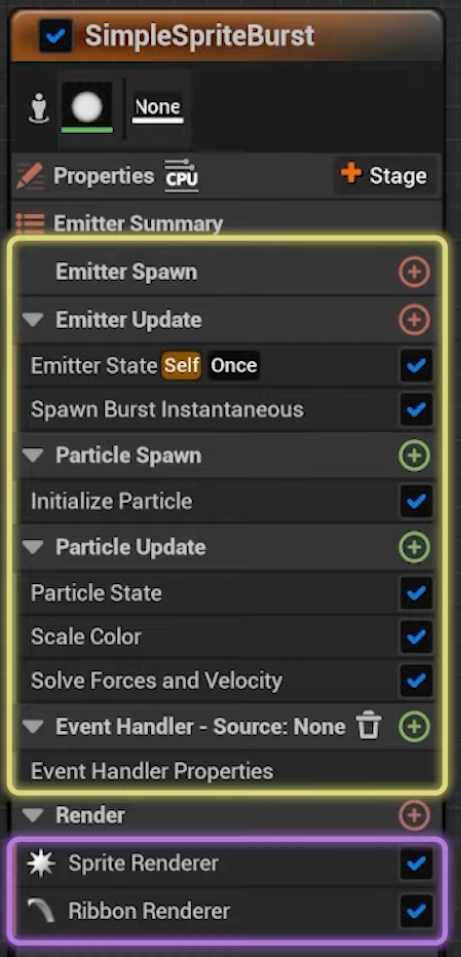 SimpleSpriteBurst
None
Properties CPU Stage
Emitter Summary
Emitter Spawn
Emitter Update
Emitter State Self Once
Spawn Burst Instantaneous
Particle Spawn
Initialize Particle
Particle Update
Particle State
Scale Color
Solve Forces and Velocity
Event Handler - Source: None
Event Handler Properties
Render
Sprite Renderer
Ribbon Renderer